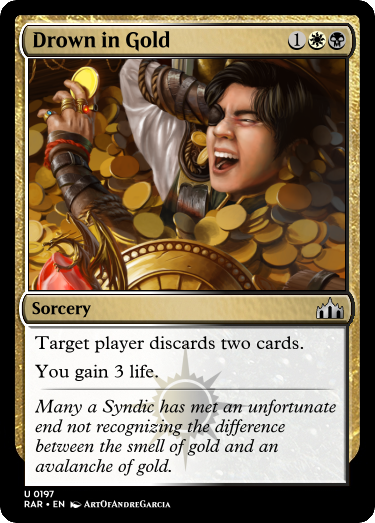 Drown in Gold 1
Sorcery
Target player discards two cards.
You gain 3 life.
Many a Syndic has met an unfortunate
end not recognizing the difference
between the smell of gold and an
avalanche of gold.
U 0197
RAR • EN ArtOfAndreGarcia